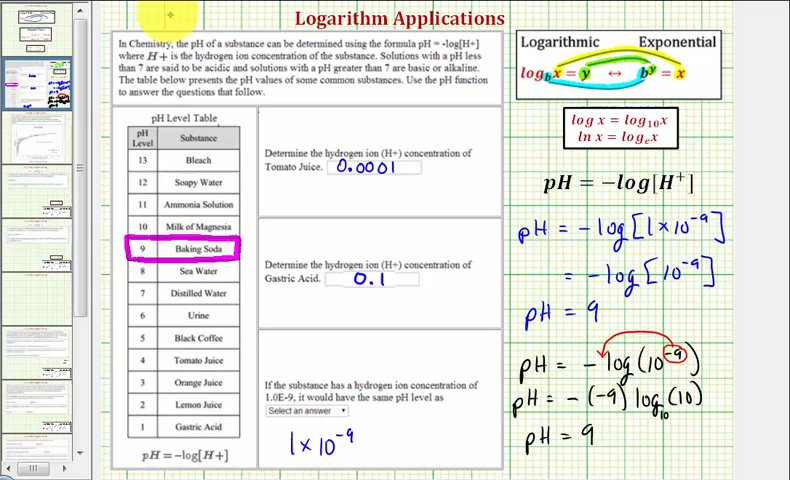 Logarithm Applications
In Chemistry, the pH of a substance can be determined using the formula pH = -log[H+]
where H+ is the hydrogen ion concentration of the substance. Solutions with a pH less
than 7 are said to be acidic and solutions with a pH greater than 7 are basic or alkaline.
The table below presents the pH values of some common substances. Use the pH function
to answer the questions that follow.
pH Level Table
pH Level Substance
13 Bleach
12 Soapy Water
11 Ammonia Solution
10 Milk of Magnesia
9 Baking Soda
8 Sea Water
7 Distilled Water
6 Urine
5 Black Coffee
4 Tomato Juice
3 Orange Juice
2 Lemon Juice
1 Gastric Acid
pH = -log[H+]
Determine the hydrogen ion (H+) concentration of
Tomato Juice. 0.0001
Determine the hydrogen ion (H+) concentration of
Gastric Acid. 0.1
If the substance has a hydrogen ion concentration of
1.0E-9, it would have the same pH level as
Select an answer
1 × 10⁻⁹
Logarithmic Exponential
log_b x = y ↔ b^y = x
log x = log₁₀x
ln x = logₑx
pH = −log[H⁺]
pH = -log[1×10⁻⁹]
= -log[10⁻⁹]
pH = 9
pH = -log(10⁻⁹)
pH = -(-9) log₁₀(10)
pH = 9